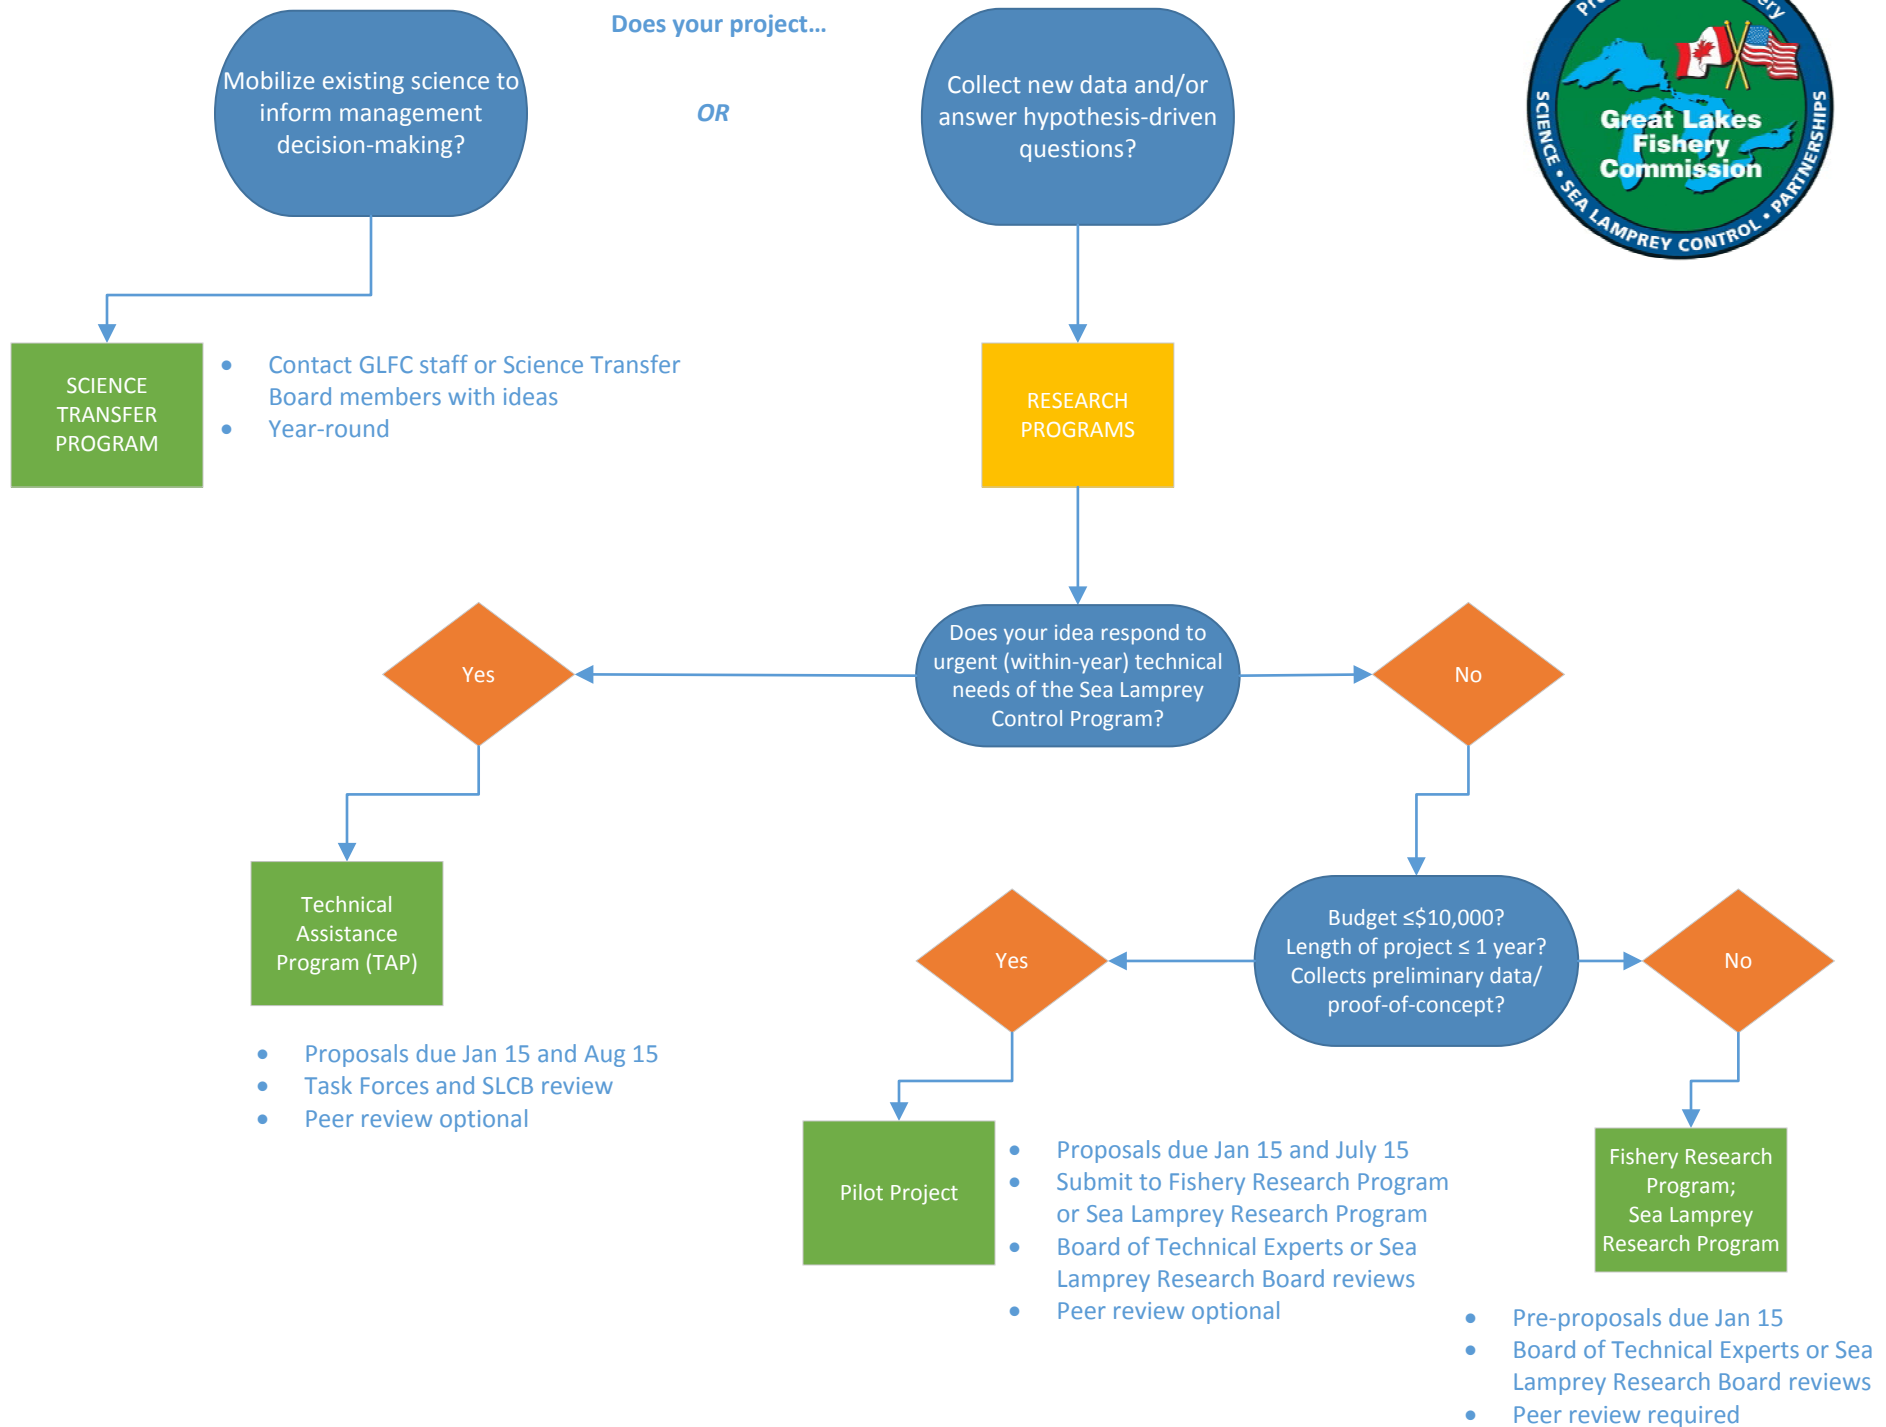 Does your project…
Mobilize existing science to
inform management
decision-making?
OR
Collect new data and/or
answer hypothesis-driven
questions?
Great Lakes
Fishery
Commission
SCIENCE • SEA LAMPREY CONTROL • PARTNERSHIPS
SCIENCE
TRANSFER
PROGRAM
• Contact GLFC staff or Science Transfer
Board members with ideas
• Year-round
RESEARCH
PROGRAMS
Does your idea respond to
urgent (within-year) technical
needs of the Sea Lamprey
Control Program?
Yes
No
Technical
Assistance
Program (TAP)
• Proposals due Jan 15 and Aug 15
• Task Forces and SLCB review
• Peer review optional
Budget ≤$10,000?
Length of project ≤ 1 year?
Collects preliminary data/
proof-of-concept?
Yes
No
Pilot Project
• Proposals due Jan 15 and July 15
• Submit to Fishery Research Program
or Sea Lamprey Research Program
• Board of Technical Experts or Sea
Lamprey Research Board reviews
• Peer review optional
Fishery Research
Program;
Sea Lamprey
Research Program
• Pre-proposals due Jan 15
• Board of Technical Experts or Sea
Lamprey Research Board reviews
• Peer review required